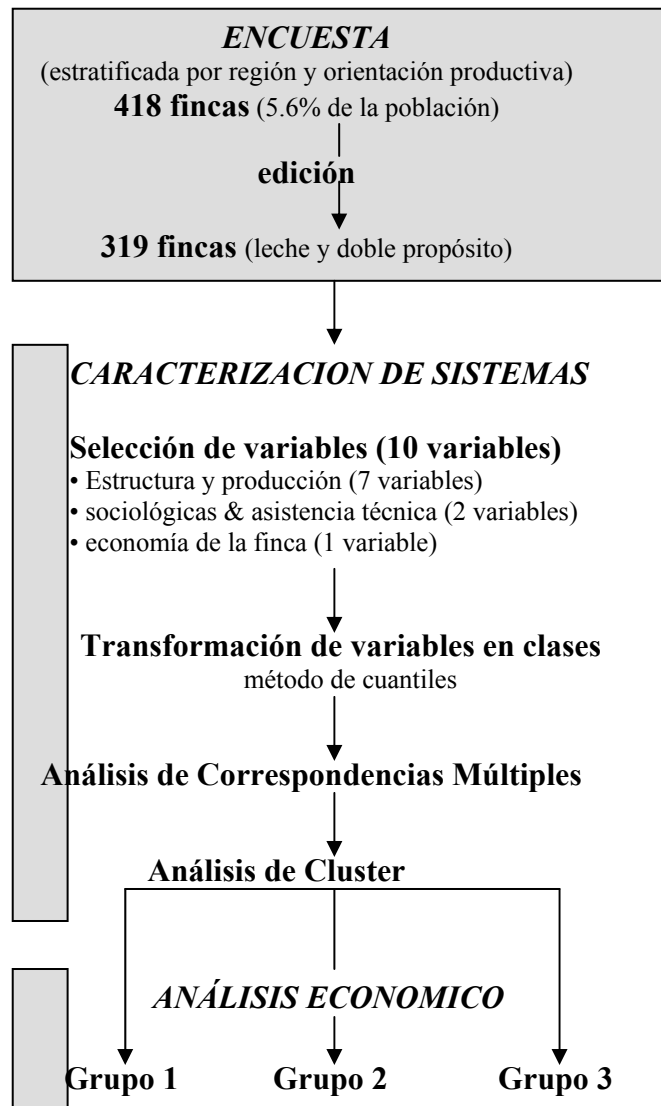 ENCUESTA
(estratificada por región y orientación productiva)
418 fincas (5.6% de la población)
edición
319 fincas (leche y doble propósito)
CARACTERIZACION DE SISTEMAS
Selección de variables (10 variables)
• Estructura y producción (7 variables)
• sociológicas & asistencia técnica (2 variables)
• economía de la finca (1 variable)
Transformación de variables en clases
método de cuantiles
Análisis de Correspondencias Múltiples
Análisis de Cluster
ANÁLISIS ECONOMICO
Grupo 1 Grupo 2 Grupo 3